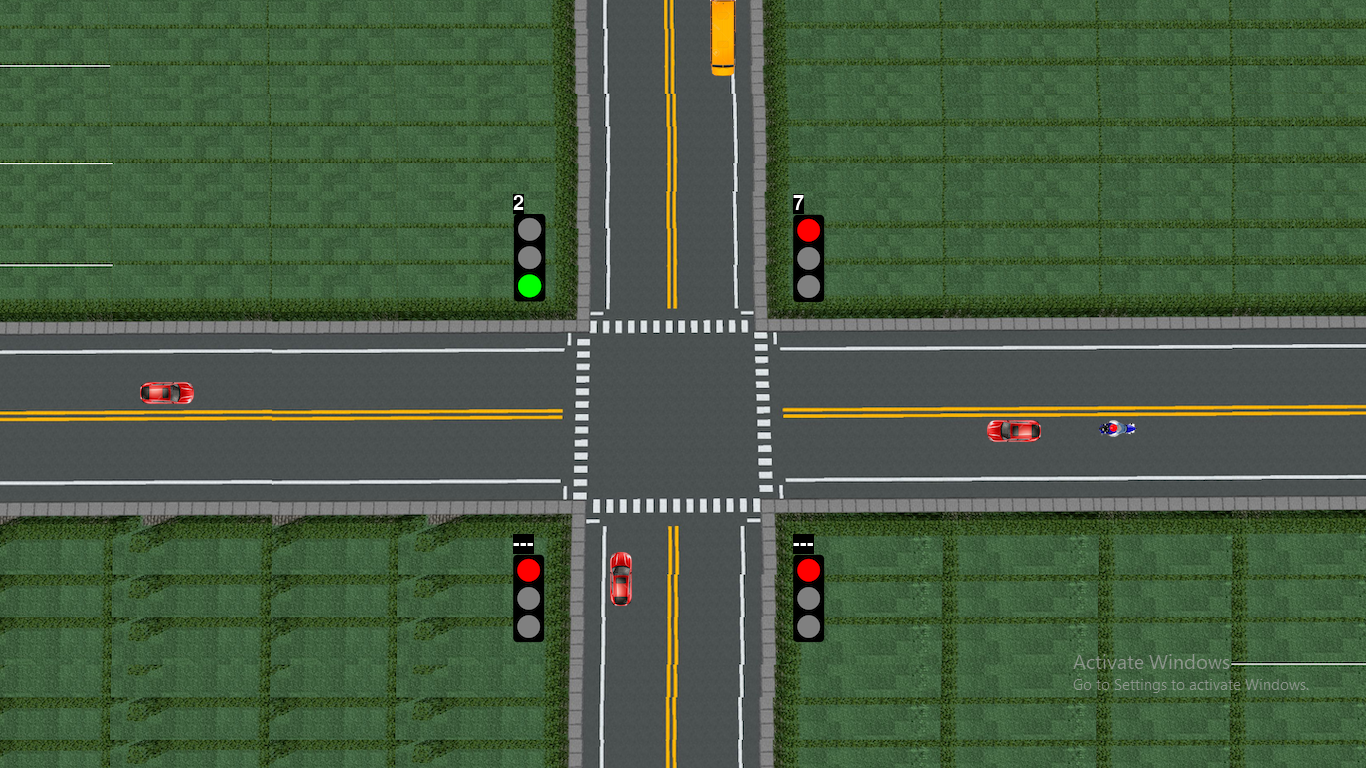 2
7
---
---
Activate Windows
Go to Settings to activate Windows.